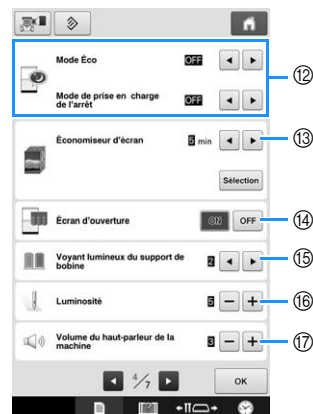 Mode Éco OFF
⑫
Mode de prise en charge
de l'arrêt OFF
Économiseur d'écran 5 min
⑬
Sélection
Écran d'ouverture ON OFF
⑭
Voyant lumineux du support de
bobine 2
⑮
Luminosité 5 − +
⑯
Volume du haut-parleur de la
machine 3 − +
⑰
4/7
OK